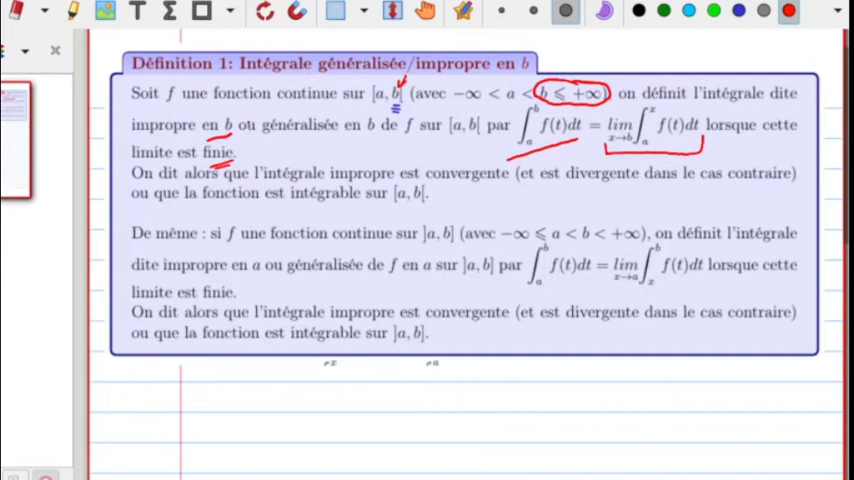 Définition 1: Intégrale généralisée/impropre en b
Soit f une fonction continue sur [a, b[ (avec −∞ < a < b ⩽ +∞) on définit l'intégrale dite
impropre en b ou généralisée en b de f sur [a, b[ par ∫_a^b f(t)dt = lim_{x→b} ∫_a^x f(t)dt lorsque cette
limite est finie.
On dit alors que l'intégrale impropre est convergente (et est divergente dans le cas contraire)
ou que la fonction est intégrable sur [a, b[.
De même : si f une fonction continue sur ]a, b] (avec −∞ ⩽ a < b < +∞), on définit l'intégrale
dite impropre en a ou généralisée de f en a sur ]a, b] par ∫_a^b f(t)dt = lim_{x→a} ∫_x^b f(t)dt lorsque cette
limite est finie.
On dit alors que l'intégrale impropre est convergente (et est divergente dans le cas contraire)
ou que la fonction est intégrable sur ]a, b].